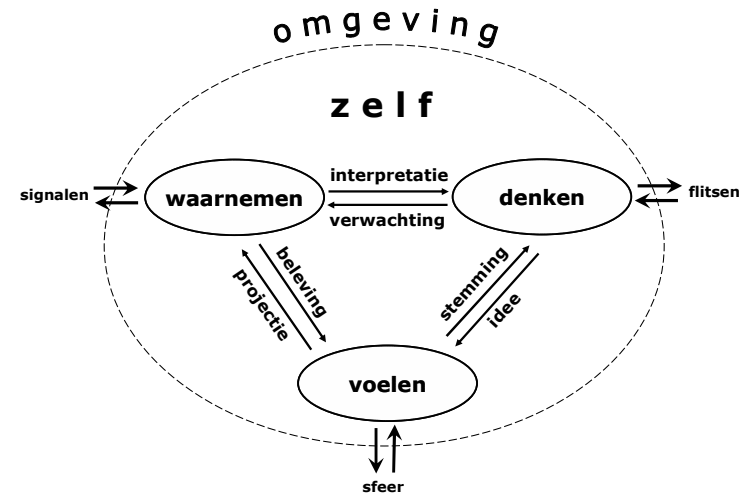 omgeving
zelf
interpretatie
signalen
waarnemen
denken
flitsen
verwachting
beleving
projectie
stemming
idee
voelen
sfeer